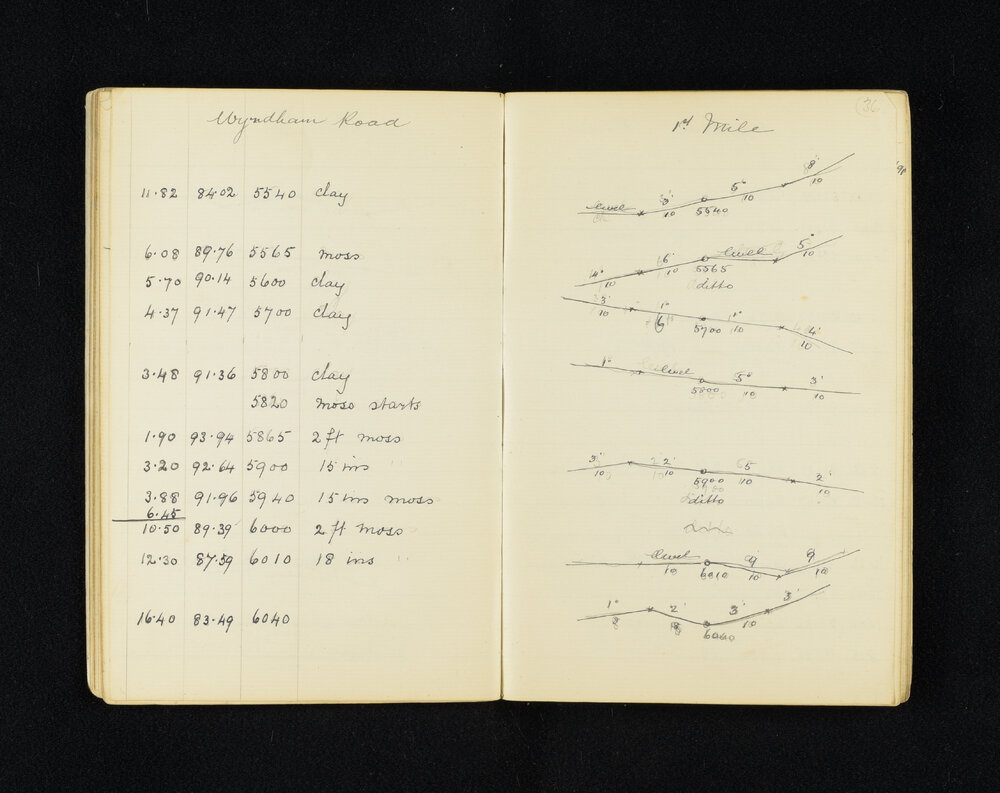 Wyndham Road
11.82 84.02 5540 clay
6.08 89.76 5565 moss
5.70 90.14 5600 clay
4.37 91.47 5700 clay
3.48 91.36 5800 clay
5820 moss starts
1.90 93.94 5865 2 ft moss
3.20 92.64 5900 15 ins "
3.88 91.96 5940 15 ins moss
6.45
10.50 89.39 6000 2 ft moss
12.30 87.59 6010 18 ins "
16.40 83.49 6040
36
1st Mile
level 3° 5° 8°
10 5540 10 10
4° 6° level 5°
10 10 5565 10
ditto
3° 1° 1° 4°
10 6 5700 10 10
1° level 5° 3°
5800 10 10
3° 2° 5 2°
10 10 5900 10
ditto
level 9° 9
10 6010 10 10
1° 2° 3° 3°
8 18 6040 10